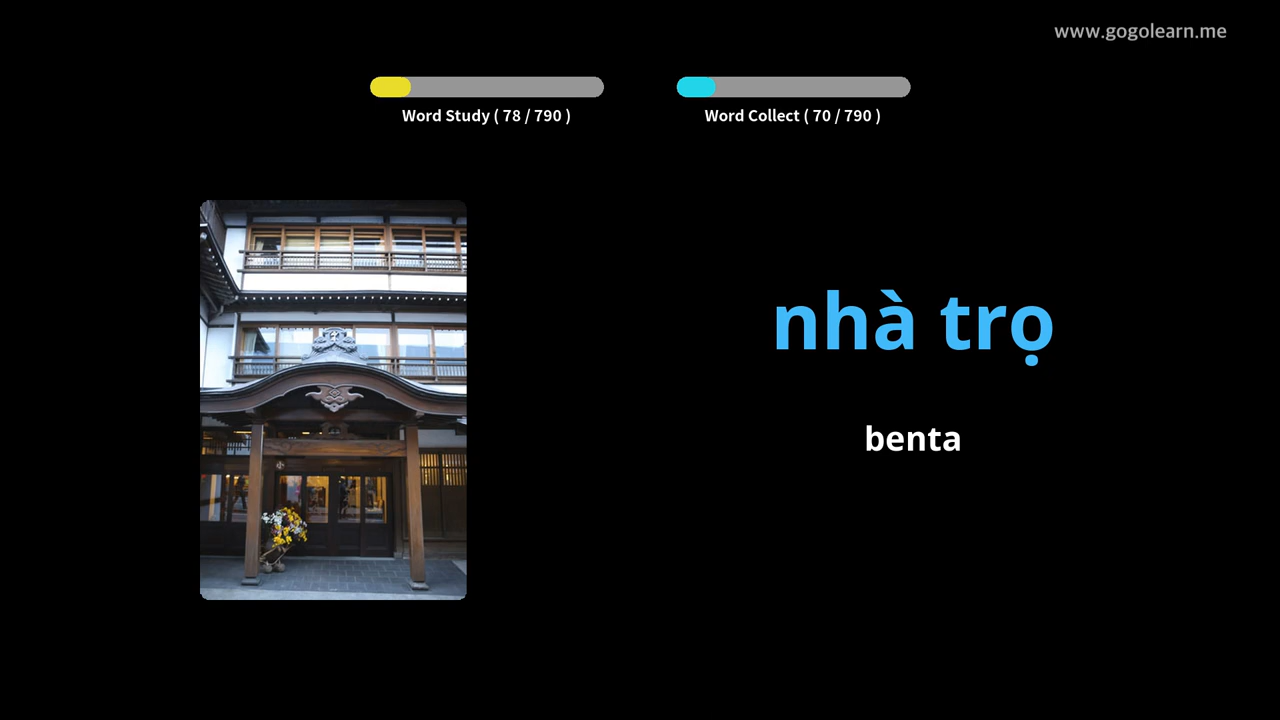 www.gogolearn.me
Word Study ( 78 / 790 )
Word Collect ( 70 / 790 )
nhà trọ
benta